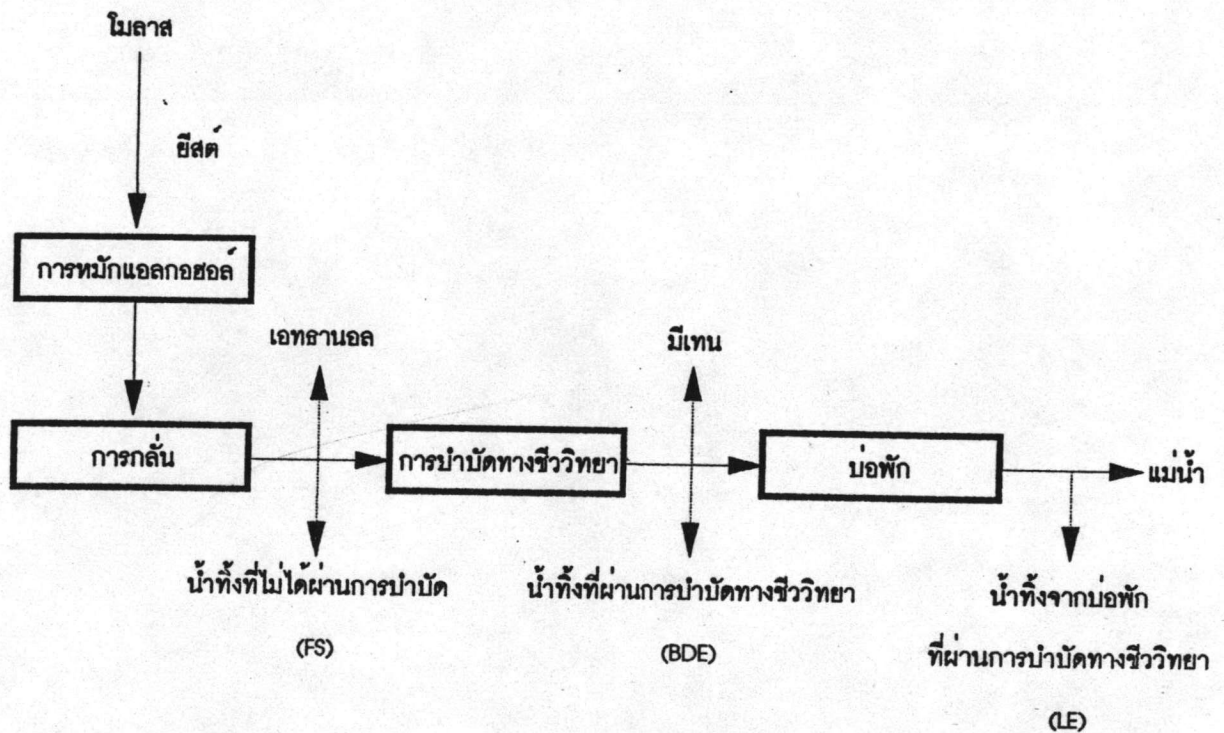 โมลาส
ยีสต์
การหมักแอลกอฮอล์
เอทธานอล
มีเทน
การกลั่น
การบำบัดทางชีววิทยา
บ่อพัก
แม่น้ำ
น้ำทิ้งที่ไม่ได้ผ่านการบำบัด
น้ำทิ้งที่ผ่านการบำบัดทางชีววิทยา
น้ำทิ้งจากบ่อพัก
(FS)
(BDE)
ที่ผ่านการบำบัดทางชีววิทยา
(LE)